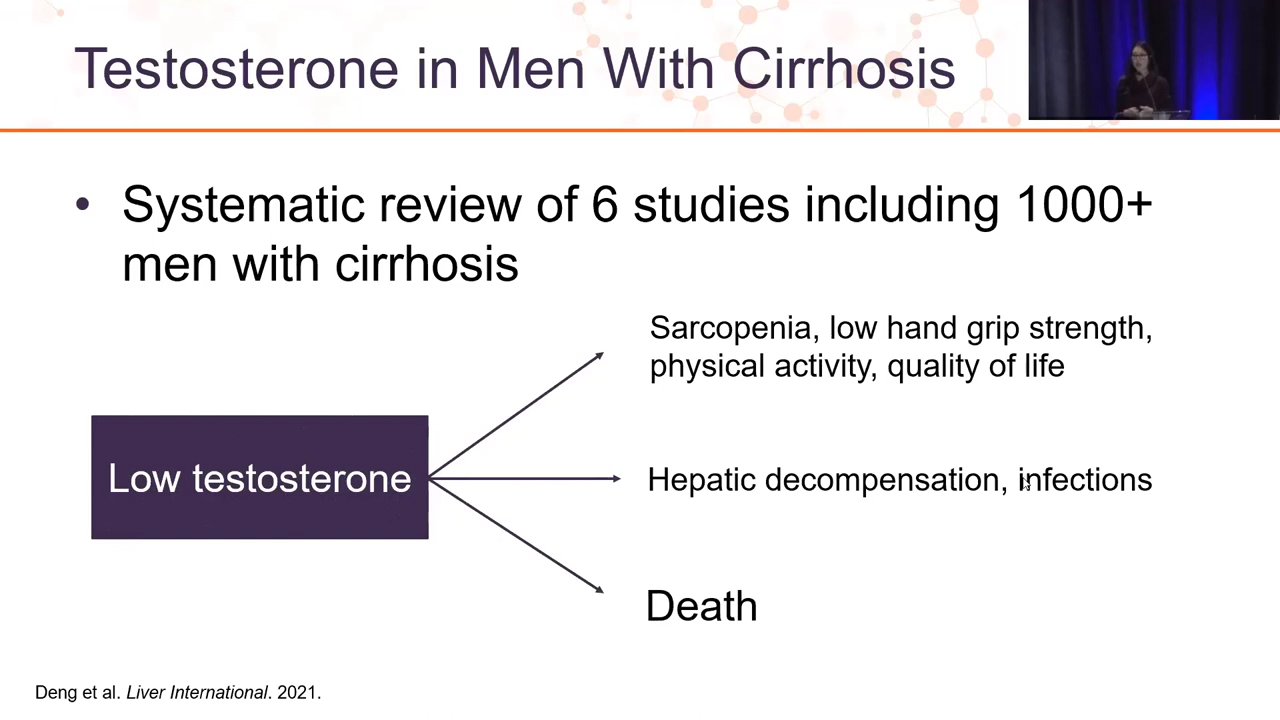 Testosterone in Men With Cirrhosis
• Systematic review of 6 studies including 1000+
men with cirrhosis
Sarcopenia, low hand grip strength,
physical activity, quality of life
Low testosterone
Hepatic decompensation, infections
Death
Deng et al. Liver International. 2021.